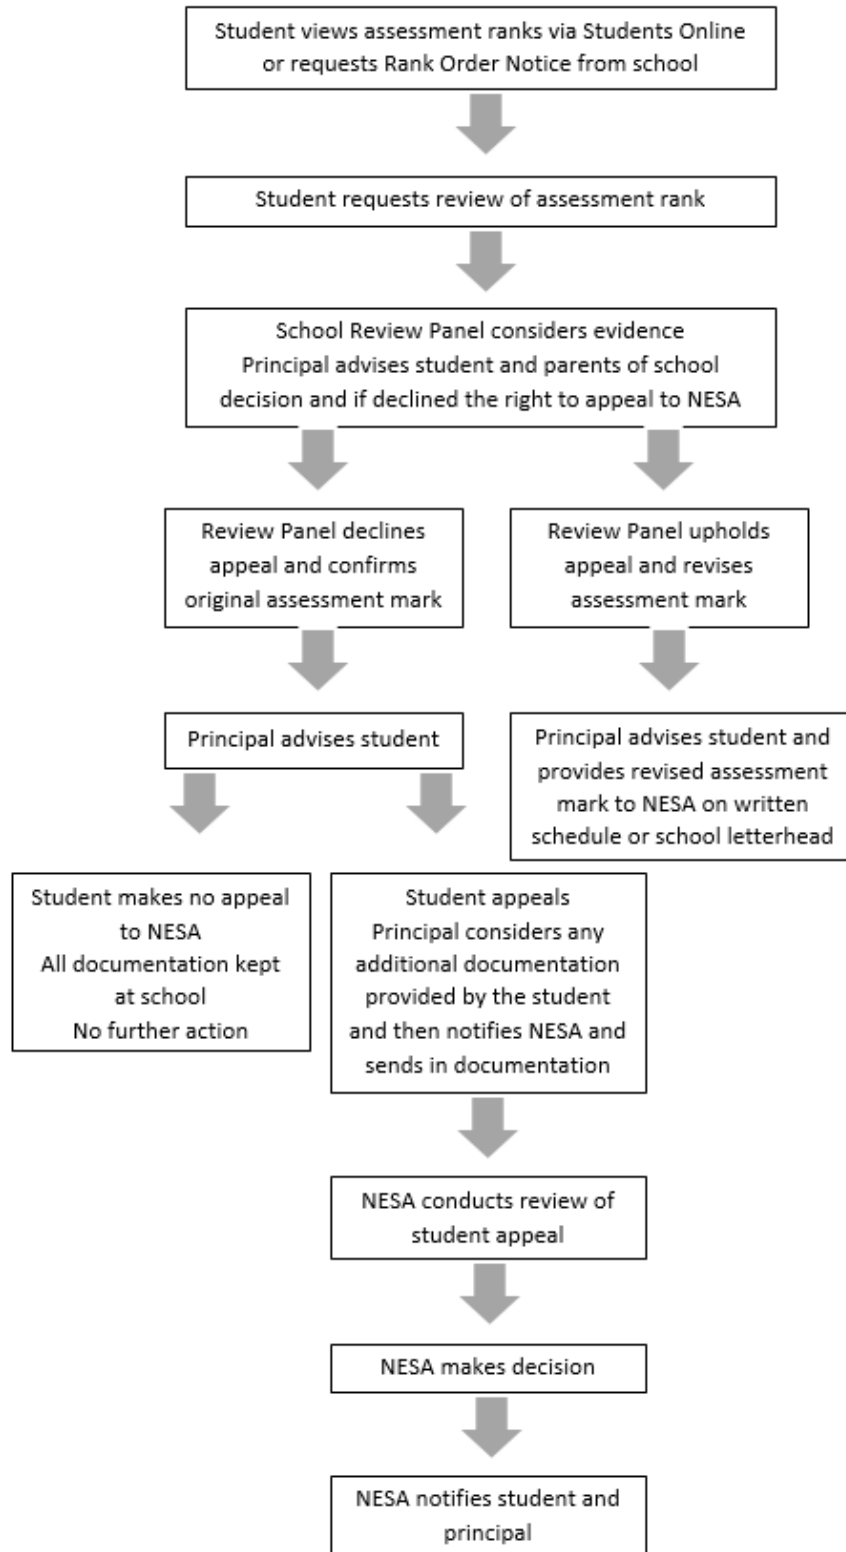 Student views assessment ranks via Students Online
or requests Rank Order Notice from school
Student requests review of assessment rank
School Review Panel considers evidence
Principal advises student and parents of school
decision and if declined the right to appeal to NESA
Review Panel declines
appeal and confirms
original assessment mark
Review Panel upholds
appeal and revises
assessment mark
Principal advises student
Principal advises student and
provides revised assessment
mark to NESA on written
schedule or school letterhead
Student makes no appeal
to NESA
All documentation kept
at school
No further action
Student appeals
Principal considers any
additional documentation
provided by the student
and then notifies NESA and
sends in documentation
NESA conducts review of
student appeal
NESA makes decision
NESA notifies student and
principal